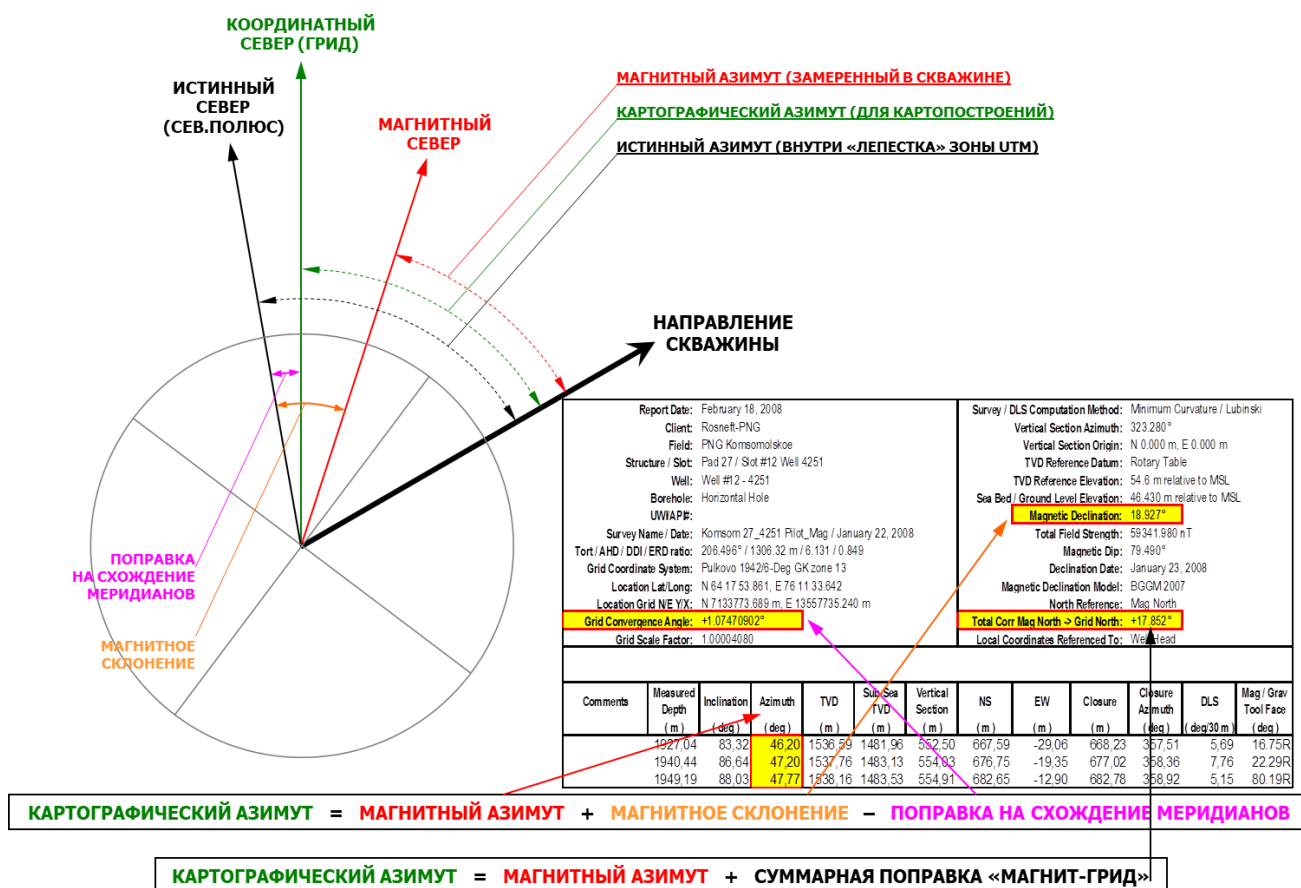 КООРДИНАТНЫЙ
СЕВЕР (ГРИД)
ИСТИННЫЙ
СЕВЕР
(СЕВ.ПОЛЮС)
МАГНИТНЫЙ
СЕВЕР
МАГНИТНЫЙ АЗИМУТ (ЗАМЕРЕННЫЙ В СКВАЖИНЕ)
КАРТОГРАФИЧЕСКИЙ АЗИМУТ (ДЛЯ КАРТОПОСТРОЕНИЙ)
ИСТИННЫЙ АЗИМУТ (ВНУТРИ «ЛЕПЕСТКА» ЗОНЫ UTM)
НАПРАВЛЕНИЕ
СКВАЖИНЫ
ПОПРАВКА
НА СХОЖДЕНИЕ
МЕРИДИАНОВ
МАГНИТНОЕ
СКЛОНЕНИЕ
Report Date: February 18, 2008
Client: Rosneft-PNG
Field: PNG Komsomolskoe
Structure / Slot: Pad 27 / Slot #12 Well 4251
Well: Well #12 - 4251
Borehole: Horizontal Hole
UWI/API#:
Survey Name / Date: Komsom 27_4251 Pilot_Mag / January 22, 2008
Tort / AHD / DDI / ERD ratio: 206.496° / 1306.32 m / 6.131 / 0.849
Grid Coordinate System: Pulkovo 1942/6-Deg GK zone 13
Location Lat/Long: N 64 17 53.861, E 76 11 33.642
Location Grid N/E Y/X: N 7133773.689 m, E 13557735.240 m
Grid Convergence Angle: +1.07470902°
Grid Scale Factor: 1.00004080
Survey / DLS Computation Method: Minimum Curvature / Lubinski
Vertical Section Azimuth: 323.280°
Vertical Section Origin: N 0.000 m, E 0.000 m
TVD Reference Datum: Rotary Table
TVD Reference Elevation: 54.6 m relative to MSL
Sea Bed / Ground Level Elevation: 46.430 m relative to MSL
Magnetic Declination: 18.927°
Total Field Strength: 59341.980 nT
Magnetic Dip: 79.490°
Declination Date: January 23, 2008
Magnetic Declination Model: BGGM 2007
North Reference: Mag North
Total Corr Mag North -> Grid North: +17.852°
Local Coordinates Referenced To: Well Head
Comments Measured Depth Inclination Azimuth TVD Sub-Sea TVD Vertical Section NS EW Closure Closure Azimuth DLS Mag / Grav Tool Face
( m ) ( deg ) ( deg ) ( m ) ( m ) ( m ) ( m ) ( m ) ( m ) ( deg ) ( deg/30 m ) ( deg )
1927,04 83,32 46,20 1536,59 1481,96 552,50 667,59 -29,06 668,23 357,51 5,69 16.75R
1940,44 86,64 47,20 1537,76 1483,13 554,03 676,75 -19,35 677,02 358,36 7,76 22.29R
1949,19 88,03 47,77 1538,16 1483,53 554,91 682,65 -12,90 682,78 358,92 5,15 80.19R
КАРТОГРАФИЧЕСКИЙ АЗИМУТ = МАГНИТНЫЙ АЗИМУТ + МАГНИТНОЕ СКЛОНЕНИЕ – ПОПРАВКА НА СХОЖДЕНИЕ МЕРИДИАНОВ
КАРТОГРАФИЧЕСКИЙ АЗИМУТ = МАГНИТНЫЙ АЗИМУТ + СУММАРНАЯ ПОПРАВКА «МАГНИТ-ГРИД»